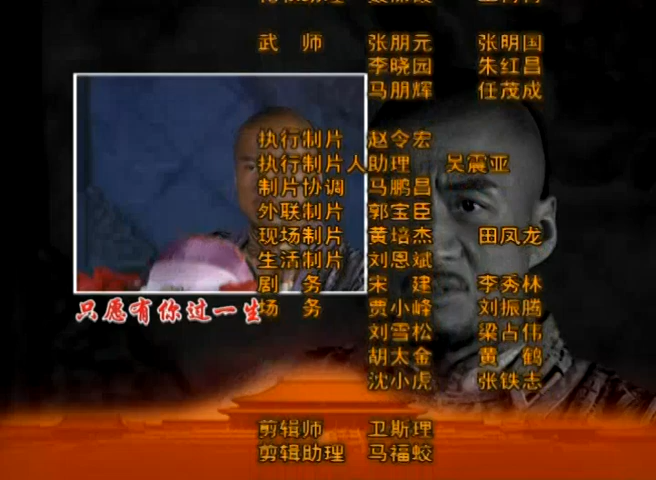 武 师 张朋元 张明国
李晓园 朱红昌
马朋辉 任茂成
执行制片 赵令宏
执行制片人助理 吴震亚
制片协调 马鹏昌
外联制片 郭宝臣
现场制片 黄培杰 田凤龙
生活制片 刘恩斌
剧 务 宋 建 李秀林
场 务 贾小峰 刘振腾
只愿有你过一生
刘雪松 梁占伟
胡太金 黄 鹤
沈小虎 张铁志
剪辑师 卫斯理
剪辑助理 马福蛟